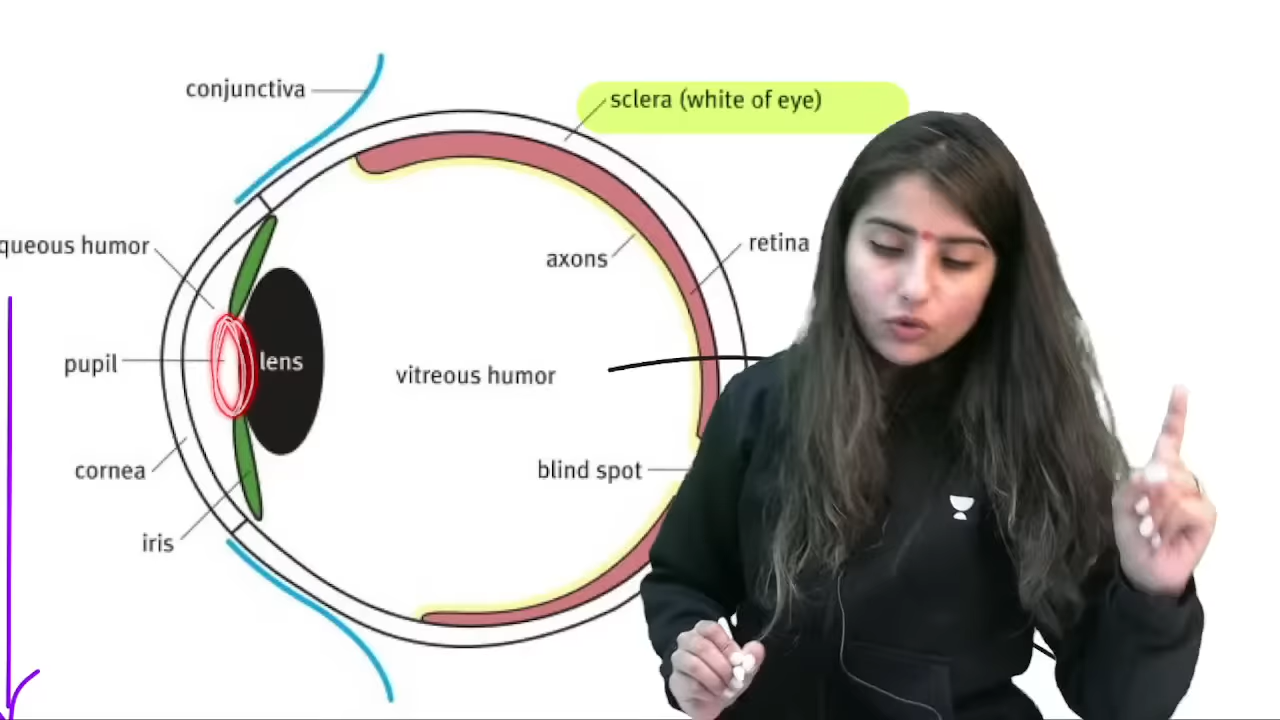 conjunctiva
sclera (white of eye)
queous humor
retina
axons
pupil
lens
vitreous humor
cornea
blind spot
iris